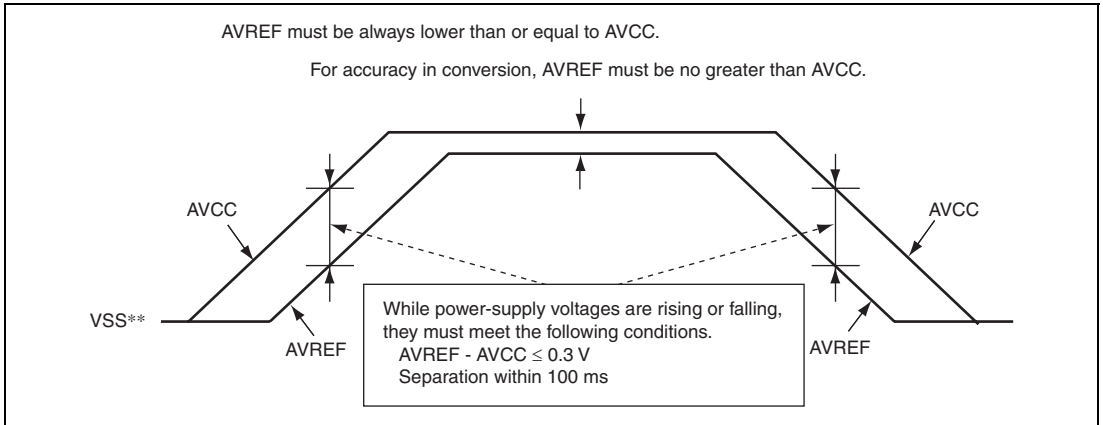 AVREF must be always lower than or equal to AVCC.
For accuracy in conversion, AVREF must be no greater than AVCC.
AVCC
AVCC
VSS**
AVREF
While power-supply voltages are rising or falling,
they must meet the following conditions.
AVREF - AVCC ≤ 0.3 V
Separation within 100 ms
AVREF